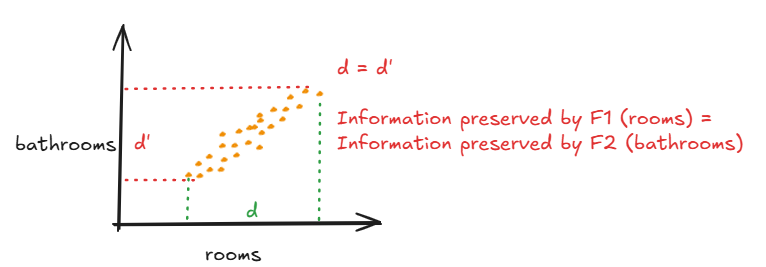 d = d'
Information preserved by F1 (rooms) =
Information preserved by F2 (bathrooms)
bathrooms
d'
d
rooms